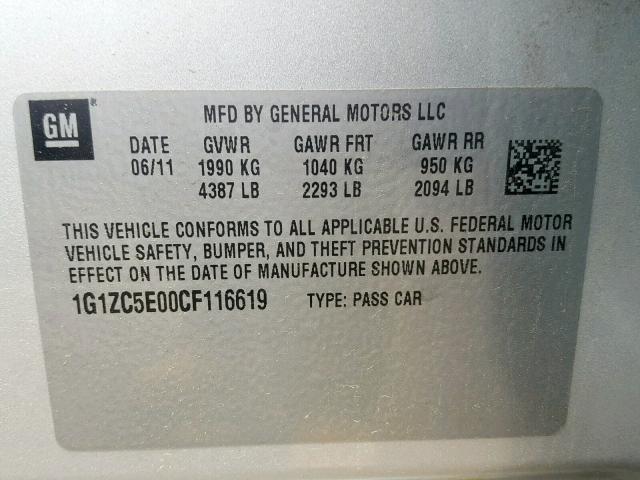 GM®
MFD BY GENERAL MOTORS LLC
DATE GVWR GAWR FRT GAWR RR
06/11 1990 KG 1040 KG 950 KG
4387 LB 2293 LB 2094 LB
THIS VEHICLE CONFORMS TO ALL APPLICABLE U.S. FEDERAL MOTOR
VEHICLE SAFETY, BUMPER, AND THEFT PREVENTION STANDARDS IN
EFFECT ON THE DATE OF MANUFACTURE SHOWN ABOVE.
1G1ZC5E00CF116619 TYPE: PASS CAR